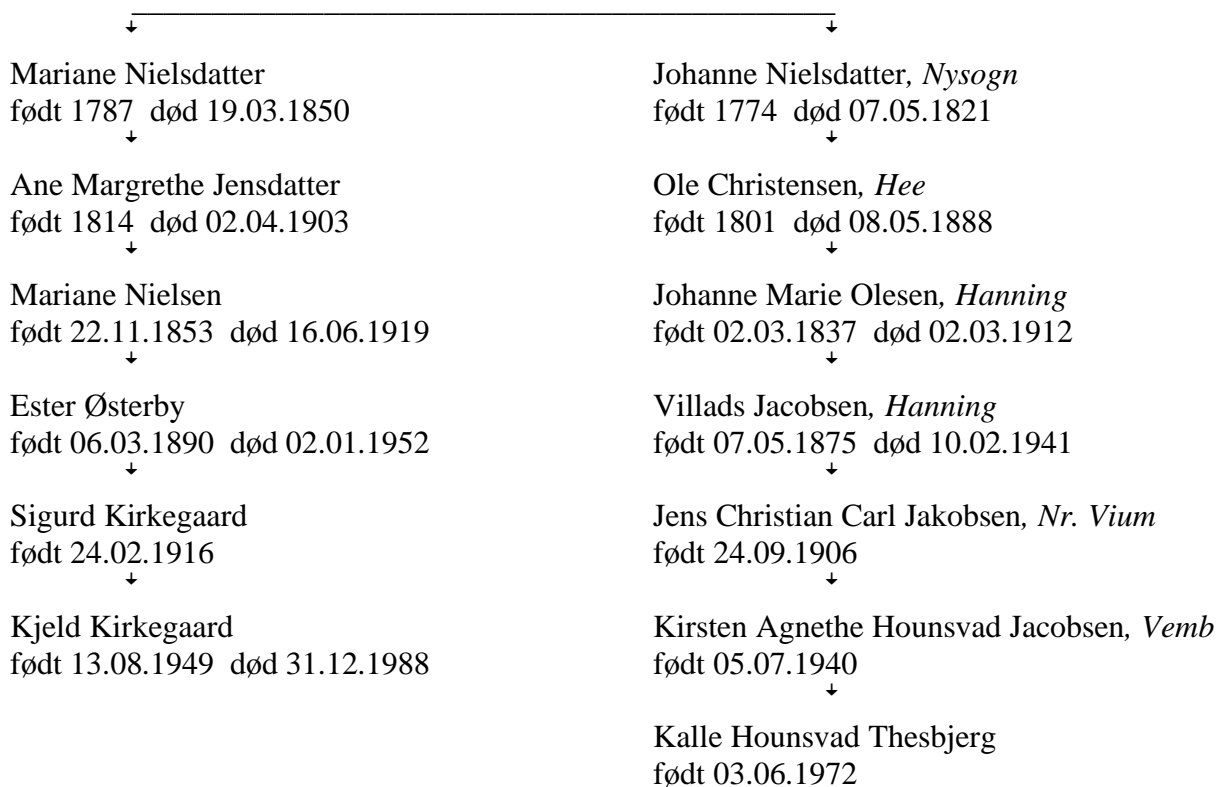 Mariane Nielsdatter
født 1787 død 19.03.1850
Ane Margrethe Jensdatter
født 1814 død 02.04.1903
Mariane Nielsen
født 22.11.1853 død 16.06.1919
Ester Østerby
født 06.03.1890 død 02.01.1952
Sigurd Kirkegaard
født 24.02.1916
Kjeld Kirkegaard
født 13.08.1949 død 31.12.1988
Johanne Nielsdatter, Nysogn
født 1774 død 07.05.1821
Ole Christensen, Hee
født 1801 død 08.05.1888
Johanne Marie Olesen, Hanning
født 02.03.1837 død 02.03.1912
Villads Jacobsen, Hanning
født 07.05.1875 død 10.02.1941
Jens Christian Carl Jakobsen, Nr. Vium
født 24.09.1906
Kirsten Agnethe Hounsvad Jacobsen, Vemb
født 05.07.1940
Kalle Hounsvad Thesbjerg
født 03.06.1972